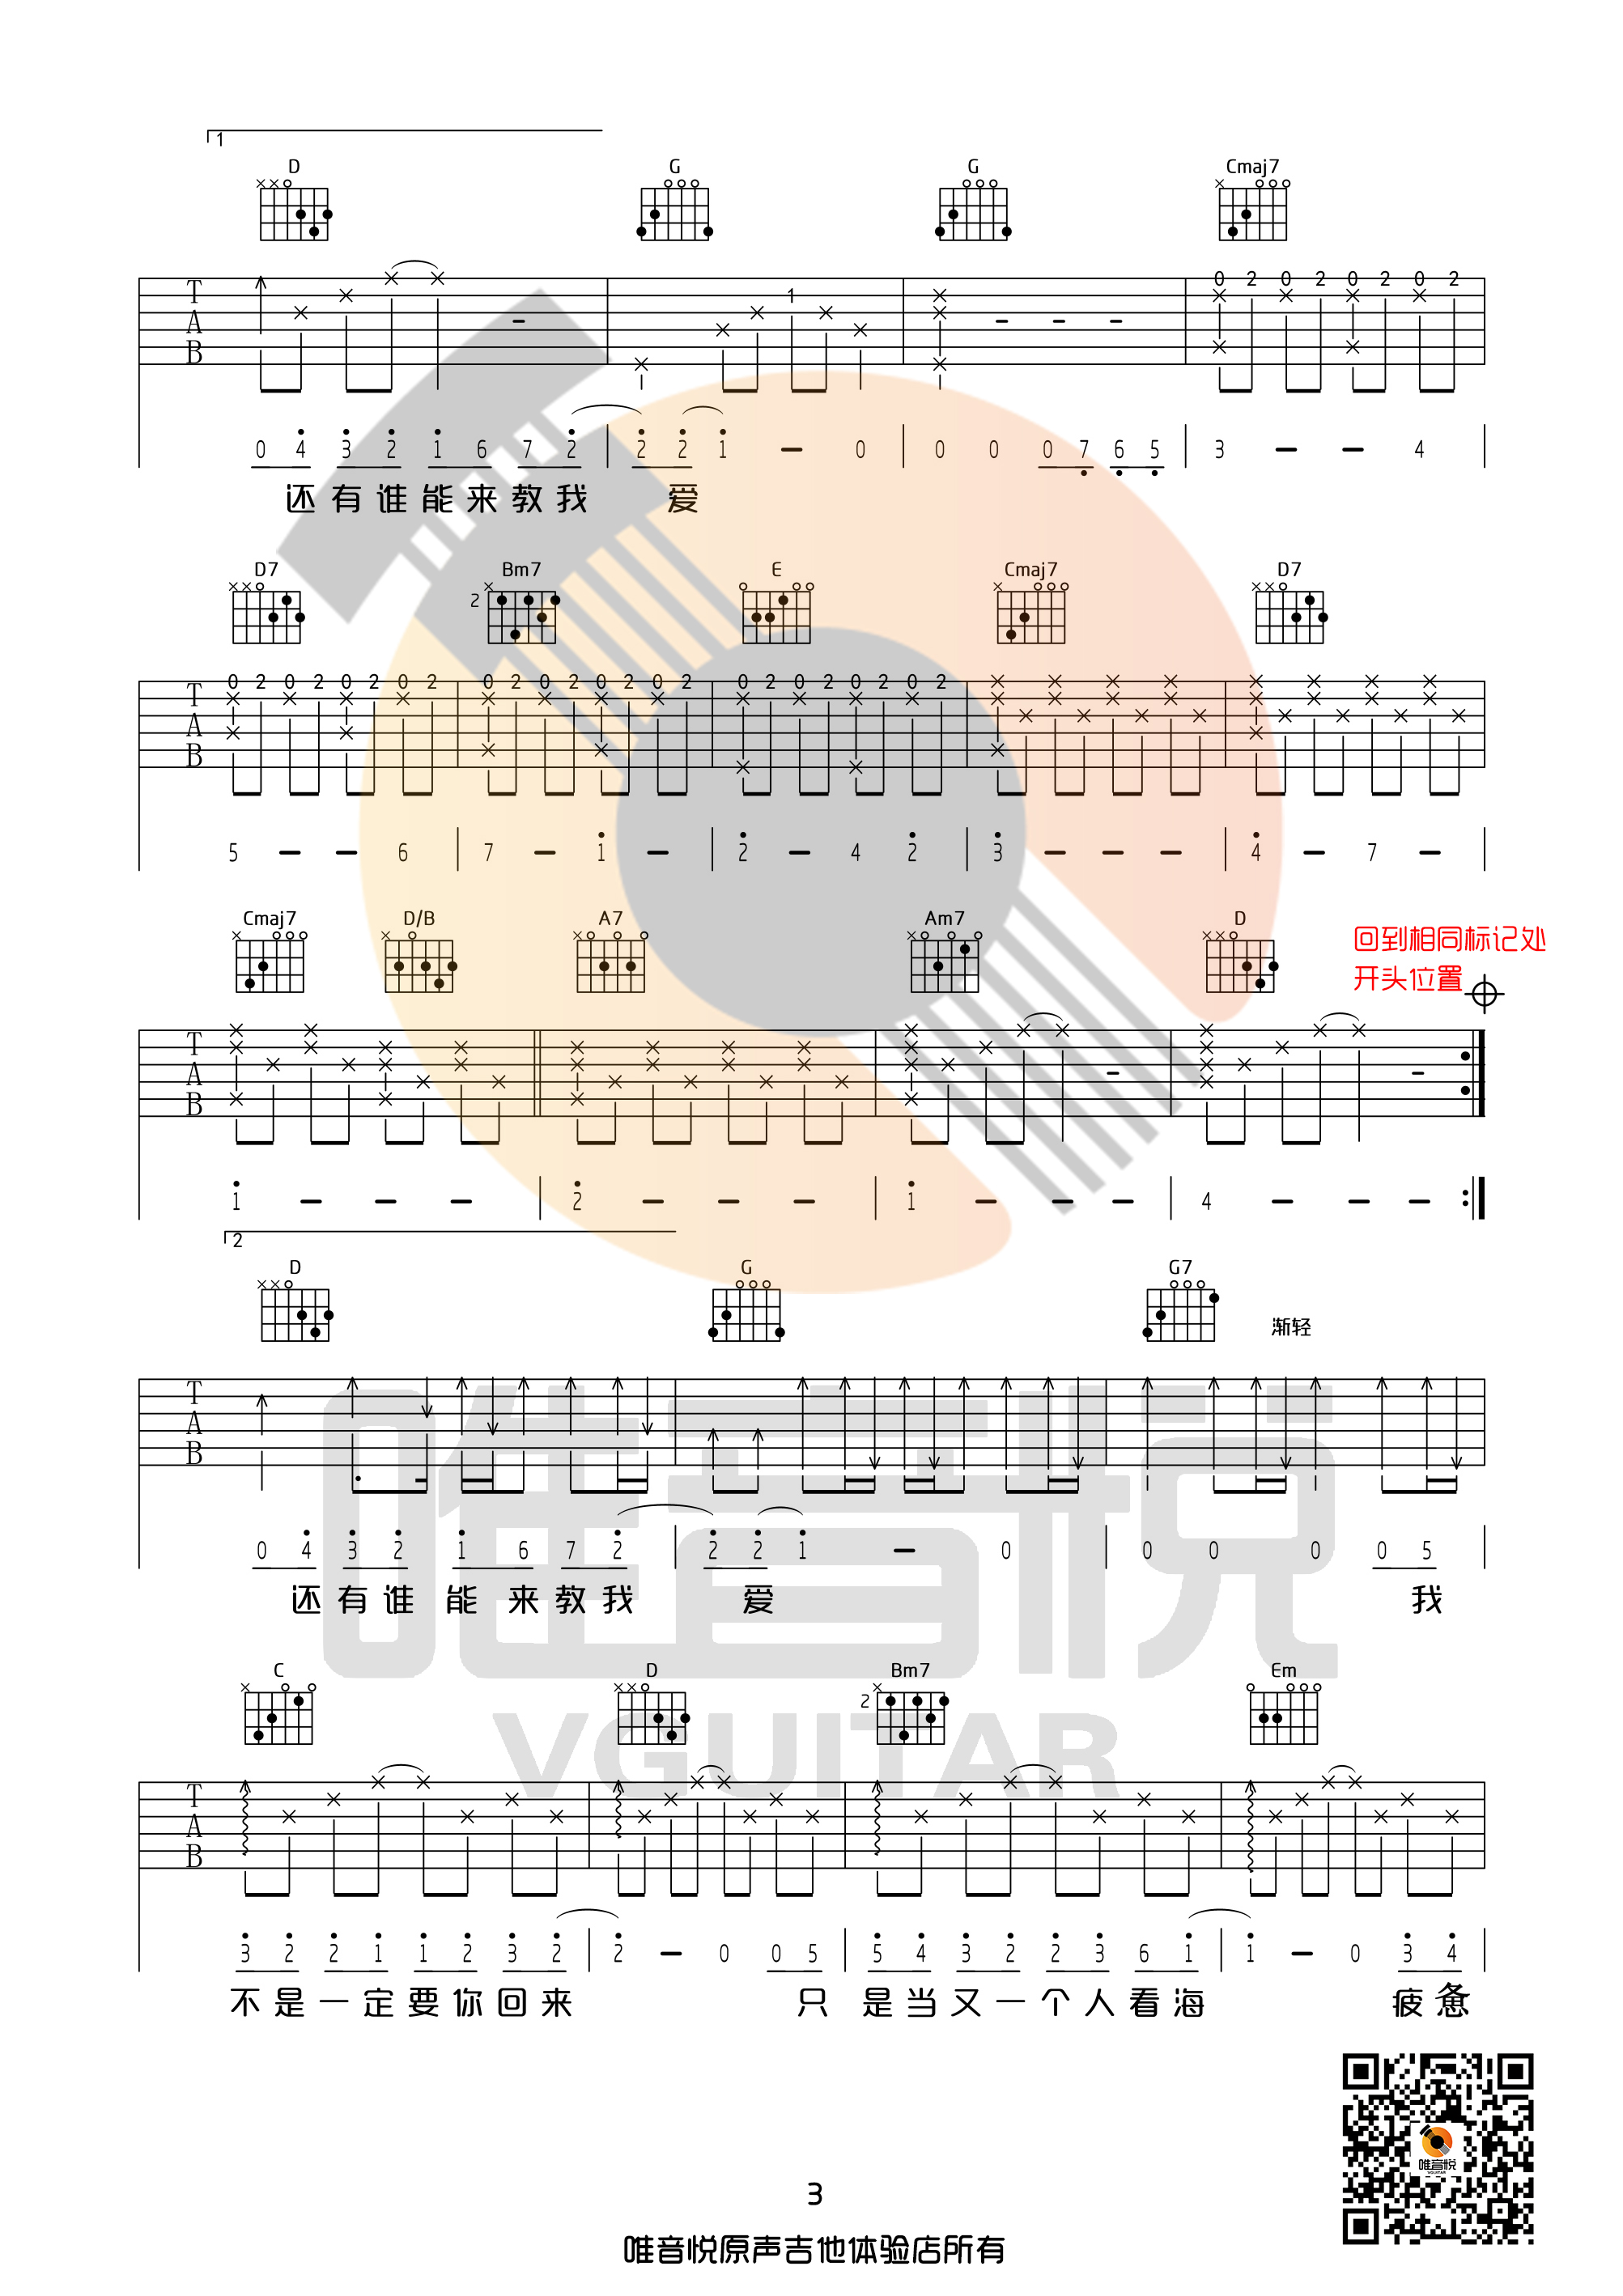 1
D G G Cmaj7
T 0 2 0 2 0 2 0 2
A 1
B
0 4 3 2 1 6 7 2 | 2 2 1 - 0 | 0 0 0 7 6 5 | 3 - - 4
还有谁能来教我 爱
D7 Bm7 E Cmaj7 D7
2
0 2 0 2 0 2 0 2 0 2 0 2 0 2 0 2 0 2 0 2 0 2 0 2
T
A
B
5 - - 6 | 7 - 1 - | 2 - 4 2 | 3 - - - | 4 - 7 -
Cmaj7 D/B A7 Am7 D
回到相同标记处
开头位置
T
A
B
1 - - - | 2 - - - | 1 - - - | 4 - - -
2
D G G7
渐轻
T
A
B
0 4 3 2 1 6 7 2 | 2 2 1 - 0 | 0 0 0 0 5
还有谁能来教我 爱 我
C D Bm7 Em
2
T
A
B
3 2 2 1 1 2 3 2 | 2 - 0 0 5 | 5 4 3 2 2 3 6 1 | 1 - 0 3 4
不是一定要你回来 只 是当又一个人看海 疲惫
唯音悦
VGUITAR
唯音悦
VGUITAR
3
唯音悦原声吉他体验店所有